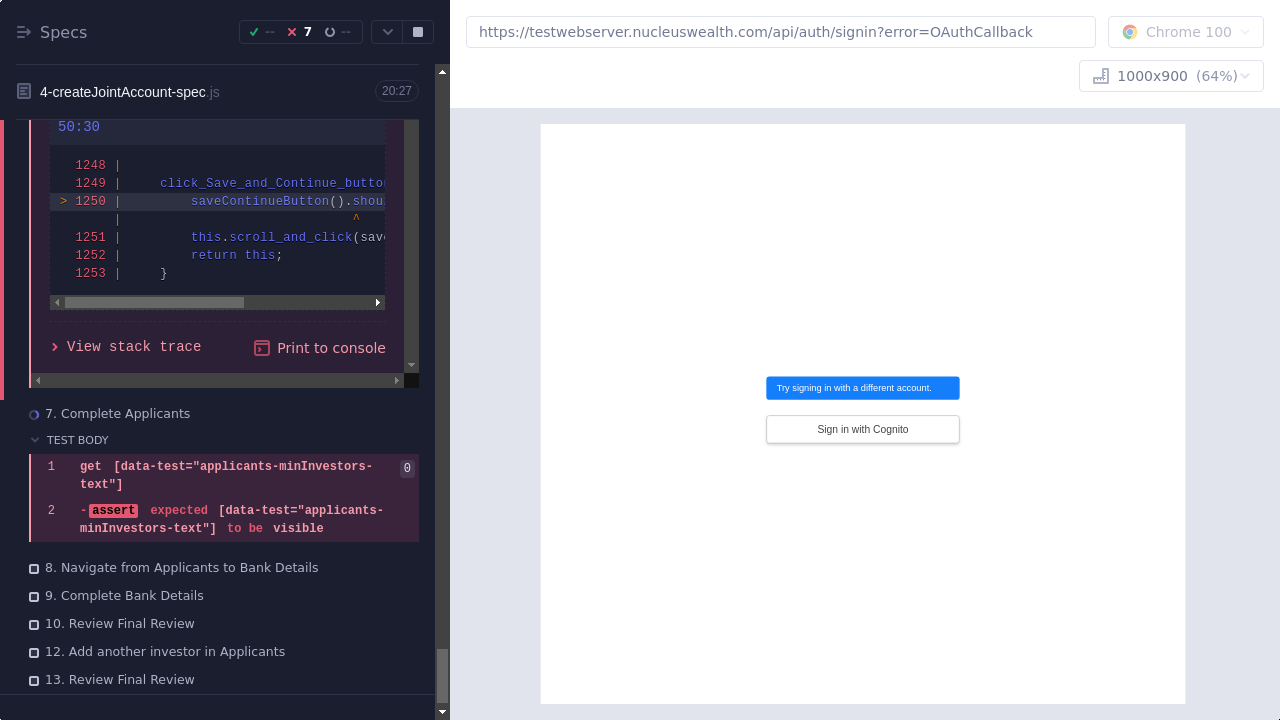 Specs
--
7
--
https://testwebserver.nucleuswealth.com/api/auth/signin?error=OAuthCallback
Chrome 100
1000x900 (64%)
4-createJointAccount-spec.js
20:27
50:30
1248 |
1249 | click_Save_and_Continue_button
> 1250 | saveContinueButton().shou
| ^
1251 | this.scroll_and_click(save
1252 | return this;
1253 | }
View stack trace
Print to console
7. Complete Applicants
TEST BODY
1 get [data-test="applicants-minInvestors-
text"]
0
2 -assert expected [data-test="applicants-
minInvestors-text"] to be visible
8. Navigate from Applicants to Bank Details
9. Complete Bank Details
10. Review Final Review
12. Add another investor in Applicants
13. Review Final Review
Try signing in with a different account.
Sign in with Cognito